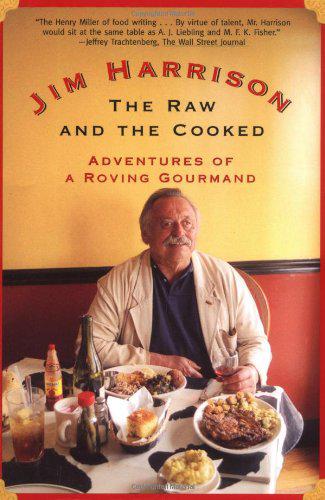 "The Henry Miller of food writing . . . By virtue of talent, Mr. Harrison
would sit at the same table as A. J. Liebling and M. F. K. Fisher."
—Jeffrey Trachtenberg, The Wall Street Journal
JIM HARRISON
THE RAW
AND THE COOKED
ADVENTURES OF
A ROVING GOURMAND